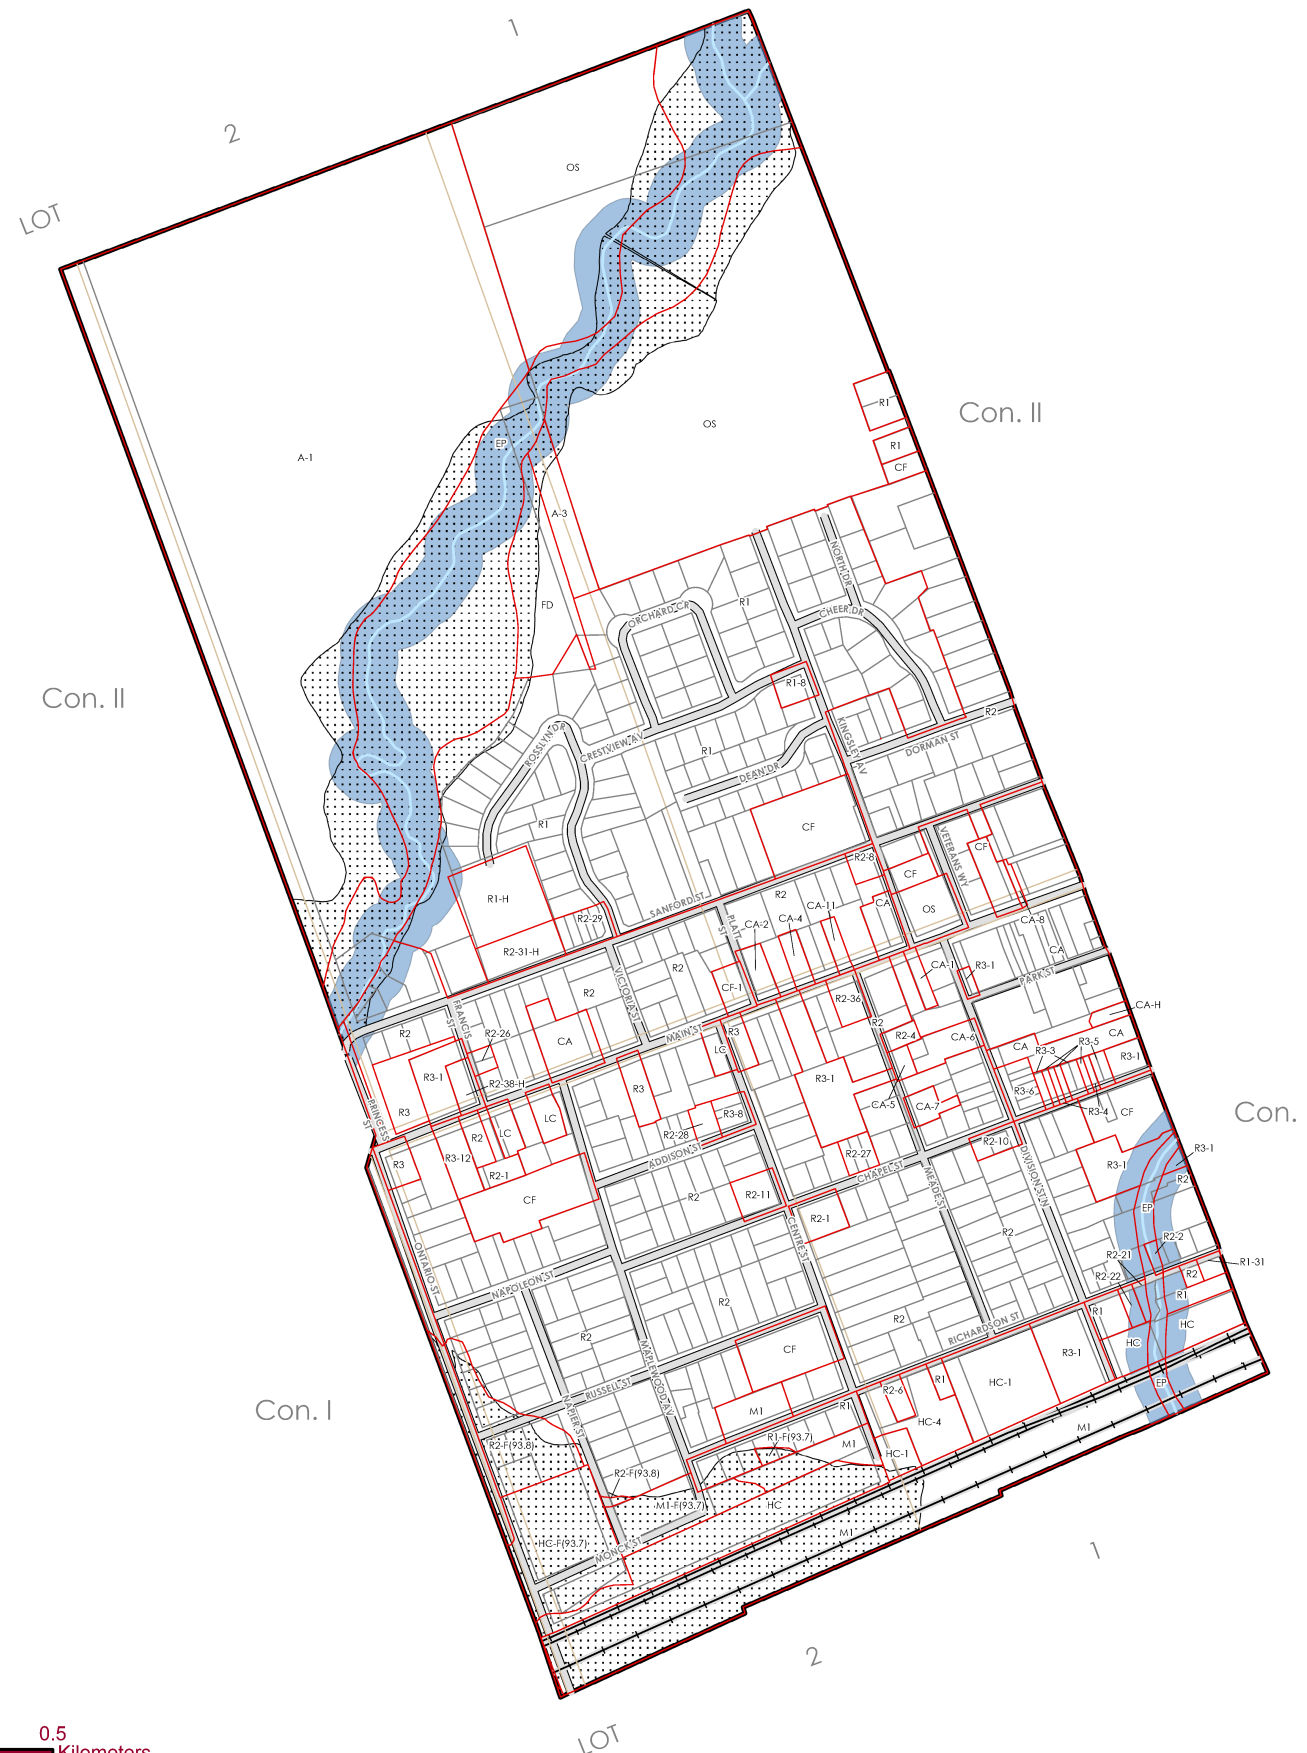 1
2
LOT
OS
Con. II
R1
OS
R1
EP
A-1
CF
A-3
NORTH DR
FD
R1
ORCHARD CR
CHEER DR
R1-8
Con. II
R2
KINGSLEY AV
ROSSLYN DR
CRESTVIEW AV
DORMAN ST
R1
DEAN DR
R1
CF
VETERANS WY
CF
R2-8
CF
R1-H
R2
SANFORD ST
CA-11
CA
OS
R2-29
PLATT ST
CA-2
CA-4
CA-8
R2-31-H
CA
R2
CA-1
R3-1
PARK ST
VICTORIA ST
CF-1
R2
R2-36
CA-H
FRANCIS ST
R2
R2-26
MAIN ST
R3
R2
R2-4
CA-6
CA
CA
CA
LC
R3-3
R3-5
R3-1
R3-1
R2-38-H
R3
R3-1
CA-5
CA-7
R3-6
R3-4
CF
PRINCESS ST
R3
LC
LC
R3-8
R2-28
Con.
R2
R2-10
R3-12
ADDISON ST
R2-27
CHAPEL ST
DIVISION ST N
R3-1
R3-1
R3
R2-1
MEADE ST
R2
CF
R2
R2-11
EP
R2-1
CENTRE ST
R2
R2-2
ONTARIO ST
R2-21
R1-31
NAPOLEON ST
R2-22
R2
R1
R2
R1
HC
R2
R2
RICHARDSON ST
HC
MAPLEWOOD AV
CF
R3-1
EP
HC-1
R1
RUSSELL ST
R2-6
NAPIER ST
M1
R1
HC-4
Con. I
M1
R1-F(93.7)
M1
R2-F(93.8)
HC-1
R2-F(93.8)
M1-F(93.7)
HC
M1
HC-F(93.7)
MONCK ST
1
2
LOT
0.5
Kilometers